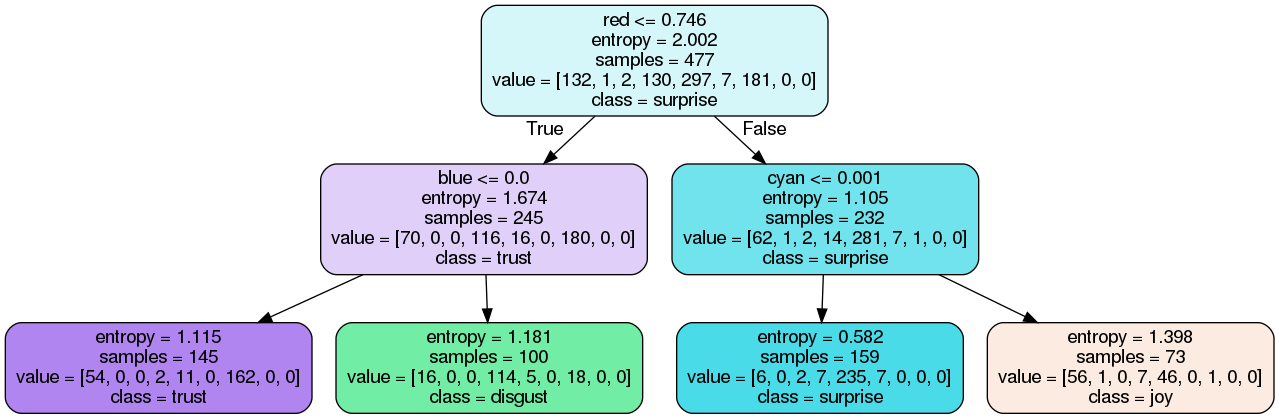 red <= 0.746
entropy = 2.002
samples = 477
value = [132, 1, 2, 130, 297, 7, 181, 0, 0]
class = surprise
True
False
blue <= 0.0
entropy = 1.674
samples = 245
value = [70, 0, 0, 116, 16, 0, 180, 0, 0]
class = trust
cyan <= 0.001
entropy = 1.105
samples = 232
value = [62, 1, 2, 14, 281, 7, 1, 0, 0]
class = surprise
entropy = 1.115
samples = 145
value = [54, 0, 0, 2, 11, 0, 162, 0, 0]
class = trust
entropy = 1.181
samples = 100
value = [16, 0, 0, 114, 5, 0, 18, 0, 0]
class = disgust
entropy = 0.582
samples = 159
value = [6, 0, 2, 7, 235, 7, 0, 0, 0]
class = surprise
entropy = 1.398
samples = 73
value = [56, 1, 0, 7, 46, 0, 1, 0, 0]
class = joy